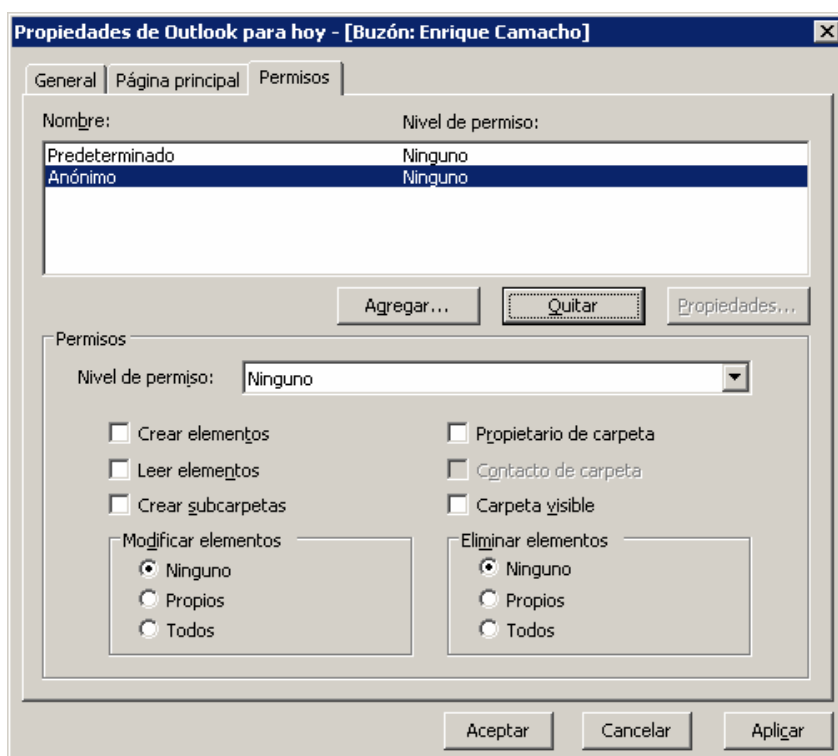 Propiedades de Outlook para hoy - [Buzón: Enrique Camacho]
General Página principal Permisos
Nombre: Nivel de permiso:
Predeterminado Ninguno
Anónimo Ninguno
Agregar... Quitar Propiedades...
Permisos
Nivel de permiso: Ninguno
Crear elementos Propietario de carpeta
Leer elementos Contacto de carpeta
Crear subcarpetas Carpeta visible
Modificar elementos Eliminar elementos
Ninguno Ninguno
Propios Propios
Todos Todos
Aceptar Cancelar Aplicar